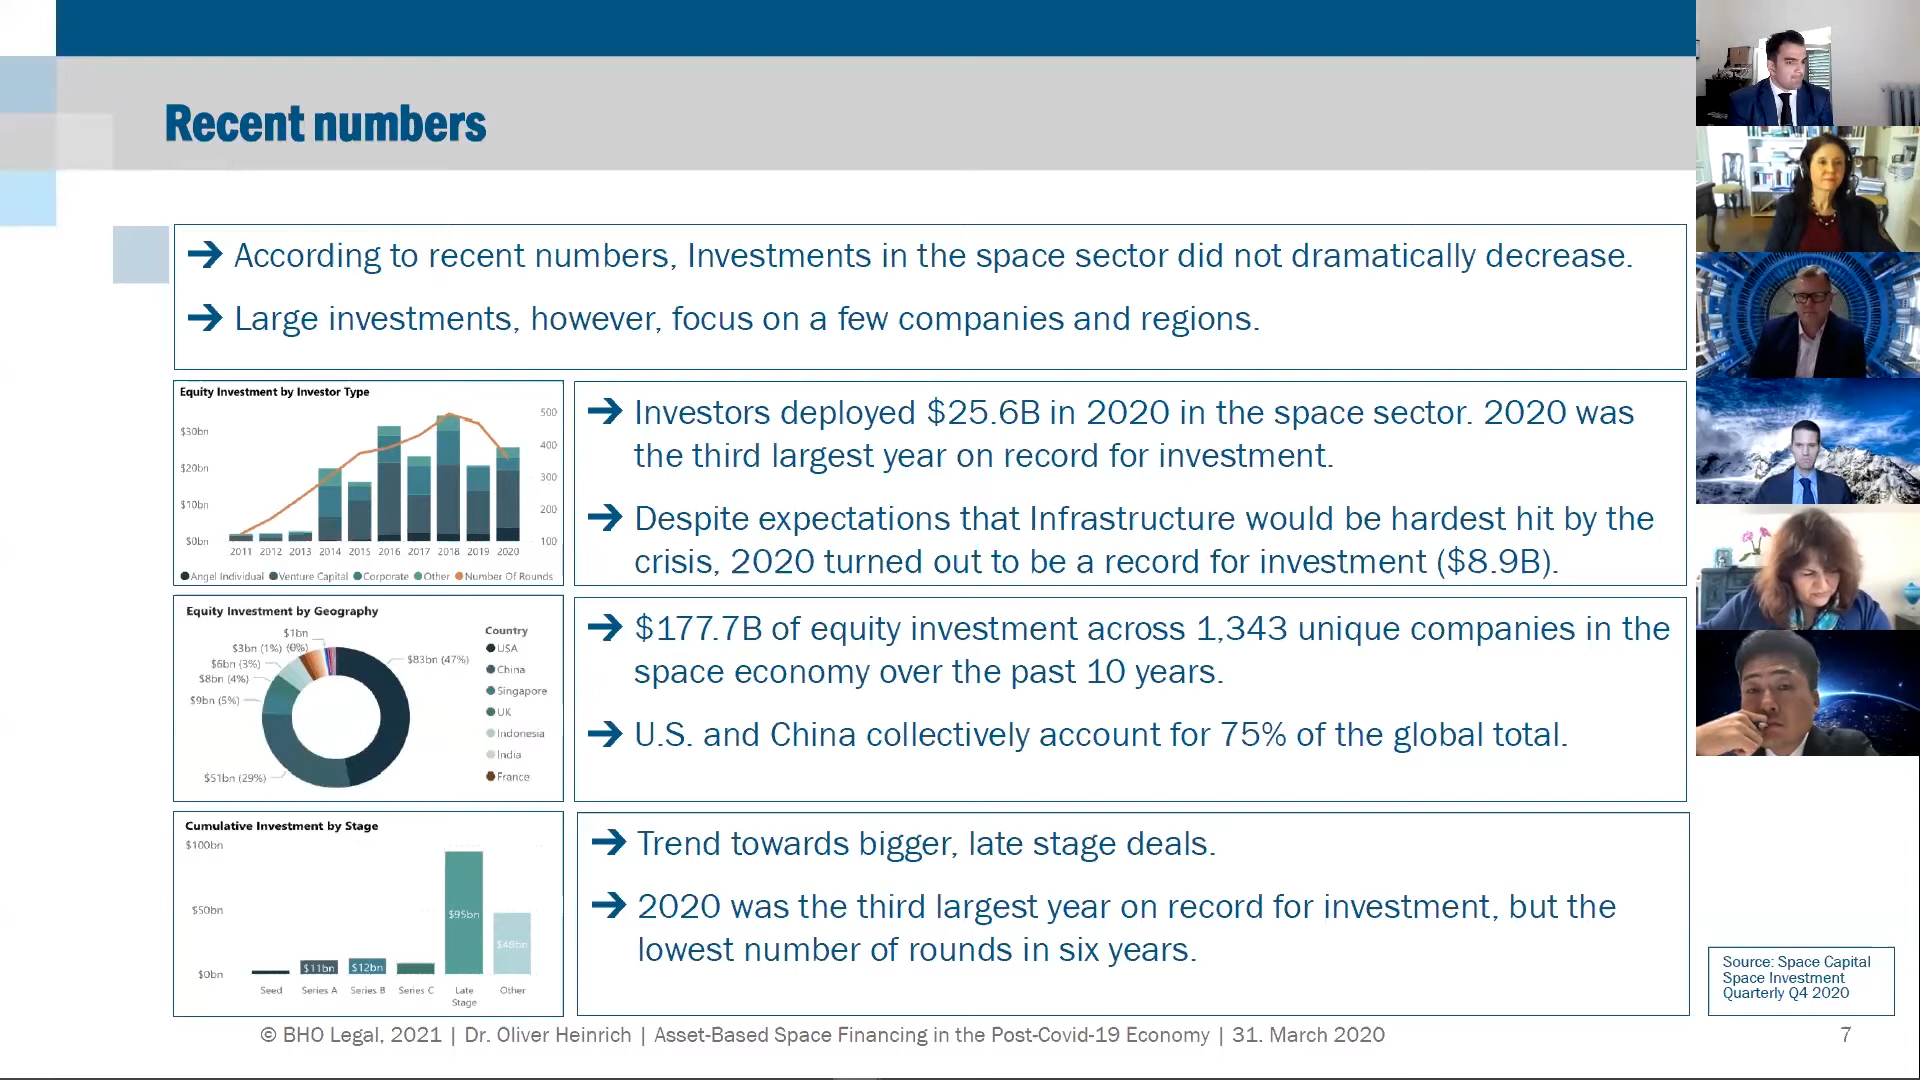 Recent numbers
→ According to recent numbers, Investments in the space sector did not dramatically decrease.
→ Large investments, however, focus on a few companies and regions.
Equity Investment by Investor Type
$30bn
$20bn
$10bn
$0bn
500
400
300
200
100
2011 2012 2013 2014 2015 2016 2017 2018 2019 2020
Angel Individual Venture Capital Corporate Other Number Of Rounds
→ Investors deployed $25.6B in 2020 in the space sector. 2020 was
the third largest year on record for investment.
→ Despite expectations that Infrastructure would be hardest hit by the
crisis, 2020 turned out to be a record for investment ($8.9B).
Equity Investment by Geography
$1bn
(0%)
$3bn (1%)
$6bn (3%)
$8bn (4%)
$9bn (5%)
$51bn (29%)
$83bn (47%)
Country
USA
China
Singapore
UK
Indonesia
India
France
→ $177.7B of equity investment across 1,343 unique companies in the
space economy over the past 10 years.
→ U.S. and China collectively account for 75% of the global total.
Cumulative Investment by Stage
$100bn
$50bn
$0bn
$11bn
$12bn
$95bn
$48bn
Seed Series A Series B Series C Late Other
Stage
→ Trend towards bigger, late stage deals.
→ 2020 was the third largest year on record for investment, but the
lowest number of rounds in six years.
Source: Space Capital
Space Investment
Quarterly Q4 2020
© BHO Legal, 2021 | Dr. Oliver Heinrich | Asset-Based Space Financing in the Post-Covid-19 Economy | 31. March 2020
7